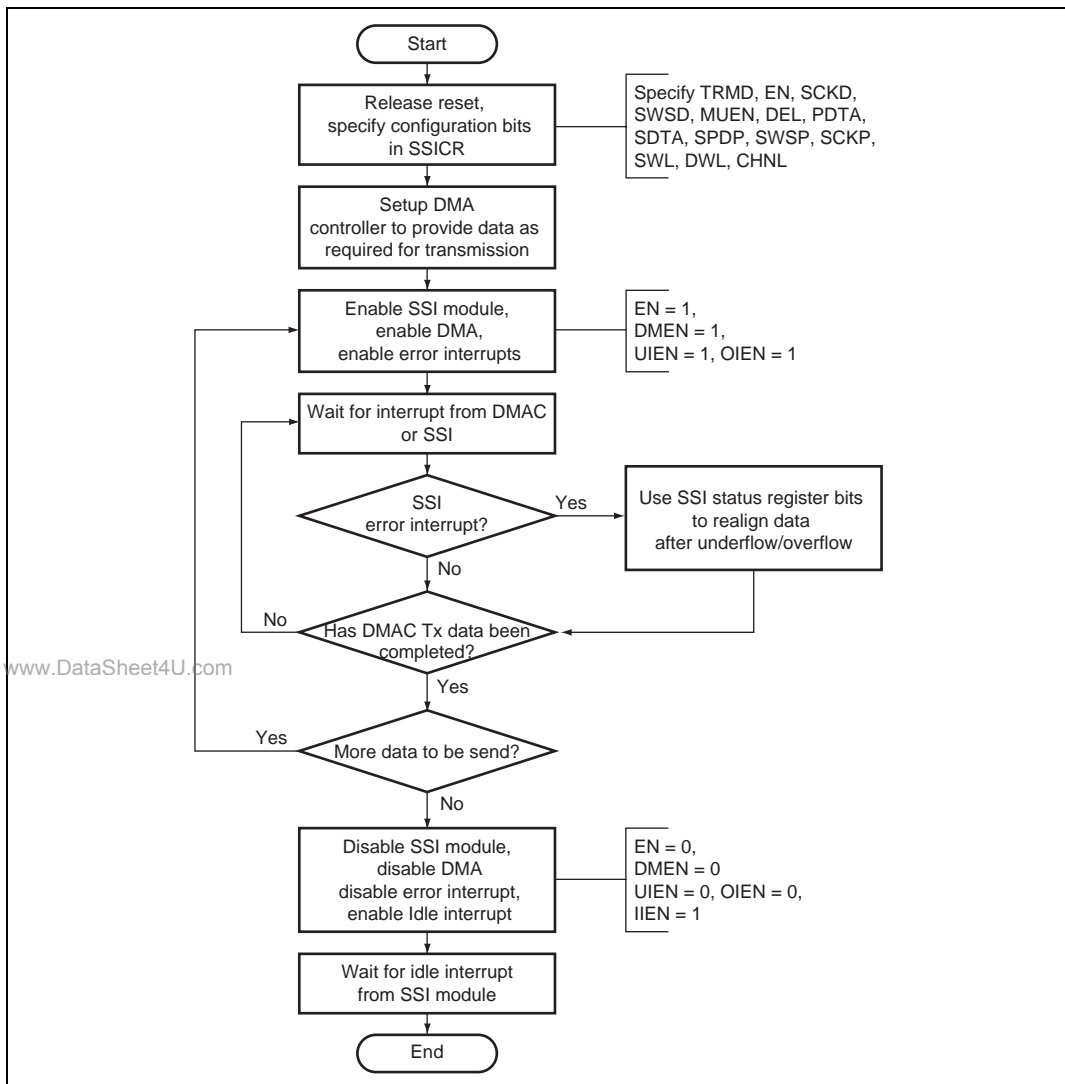 Start
Release reset,
specify configuration bits
in SSICR
Specify TRMD, EN, SCKD,
SWSD, MUEN, DEL, PDTA,
SDTA, SPDP, SWSP, SCKP,
SWL, DWL, CHNL
Setup DMA
controller to provide data as
required for transmission
Enable SSI module,
enable DMA,
enable error interrupts
EN = 1,
DMEN = 1,
UIEN = 1, OIEN = 1
Wait for interrupt from DMAC
or SSI
SSI
error interrupt?
Yes
Use SSI status register bits
to realign data
after underflow/overflow
No
Has DMAC Tx data been
completed?
No
www.DataSheet4U.com
Yes
More data to be send?
Yes
No
Disable SSI module,
disable DMA
disable error interrupt,
enable Idle interrupt
EN = 0,
DMEN = 0
UIEN = 0, OIEN = 0,
IIEN = 1
Wait for idle interrupt
from SSI module
End